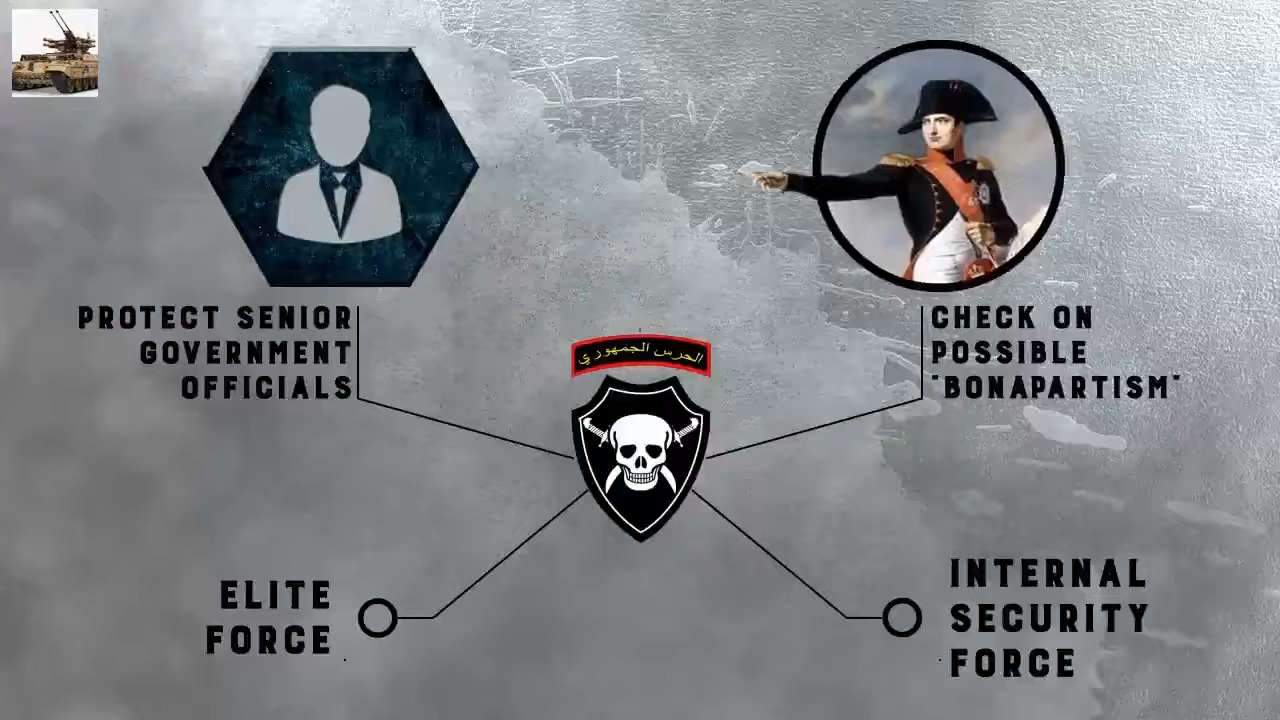 PROTECT SENIOR
GOVERNMENT
OFFICIALS
CHECK ON
POSSIBLE
"BONAPARTISM"
الحرس الجمهوري
ELITE
FORCE
INTERNAL
SECURITY
FORCE